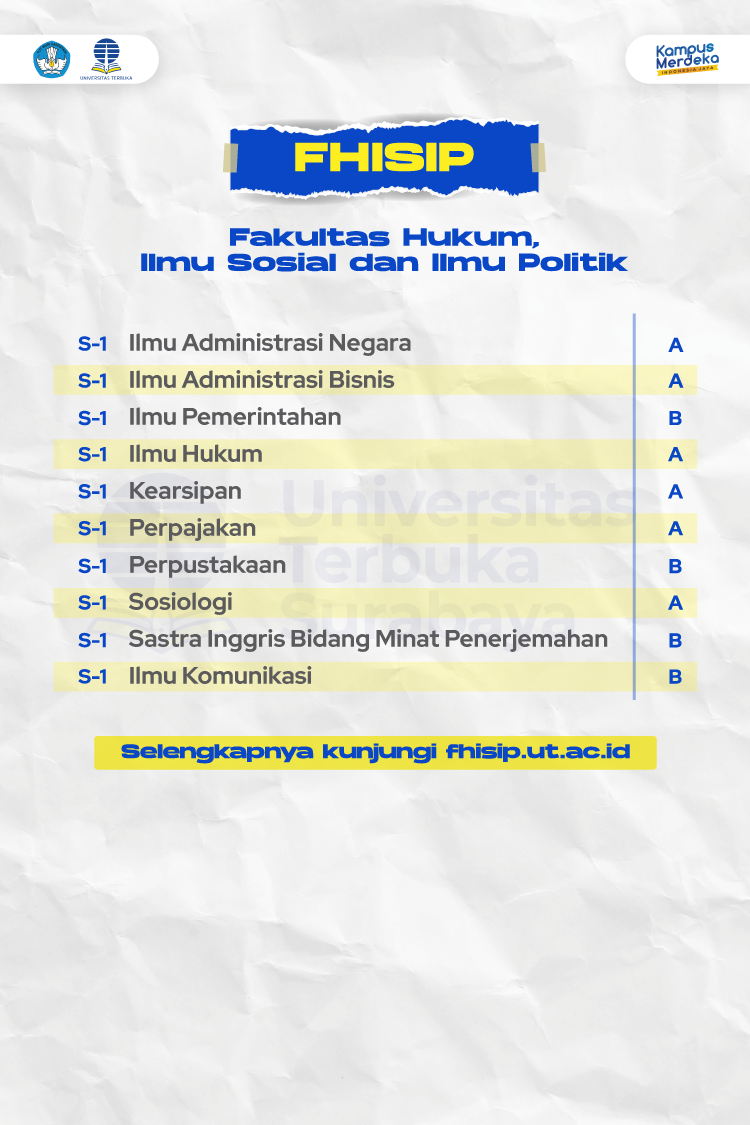 UNIVERSITAS TERBUKA
Kampus
Merdeka
INDONESIA JAYA
FHISIP
Fakultas Hukum,
Ilmu Sosial dan Ilmu Politik
S-1 Ilmu Administrasi Negara A
S-1 Ilmu Administrasi Bisnis A
S-1 Ilmu Pemerintahan B
S-1 Ilmu Hukum A
S-1 Kearsipan A
S-1 Perpajakan A
S-1 Perpustakaan B
S-1 Sosiologi A
S-1 Sastra Inggris Bidang Minat Penerjemahan B
S-1 Ilmu Komunikasi B
Universitas
Terbuka
Surabaya
Selengkapnya kunjungi fhisip.ut.ac.id